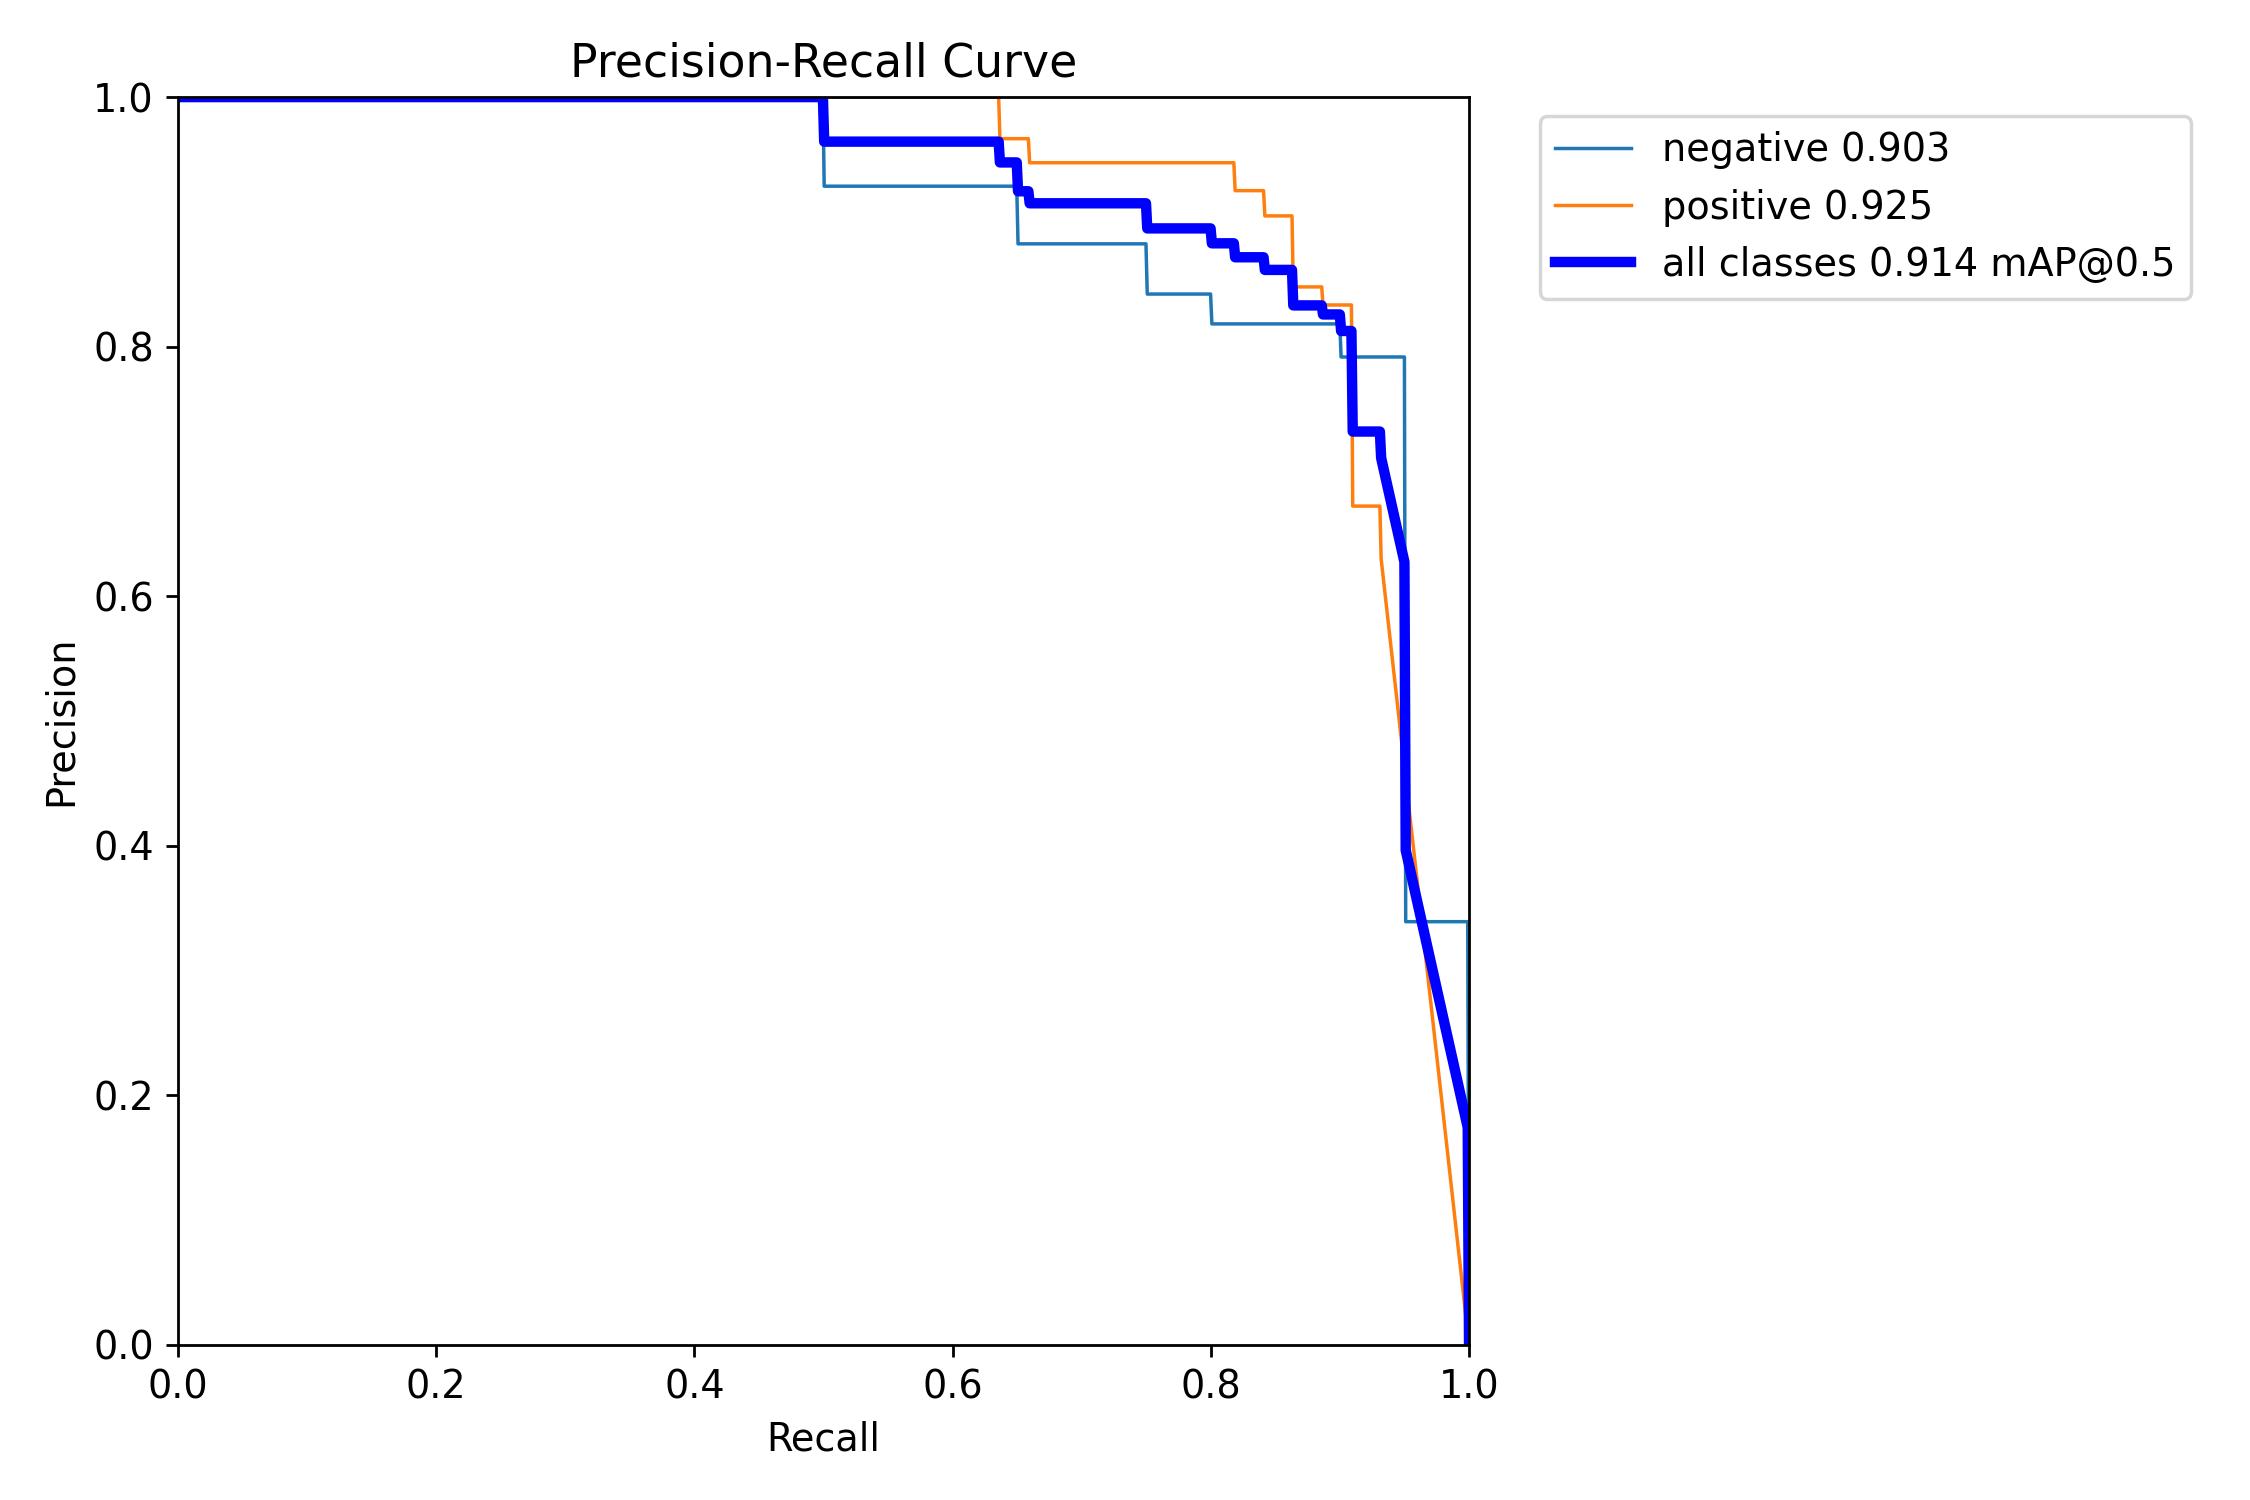 Precision-Recall Curve
1.0
0.8
0.6
0.4
0.2
0.0
Precision
0.0 0.2 0.4 0.6 0.8 1.0
Recall
negative 0.903
positive 0.925
all classes 0.914 mAP@0.5